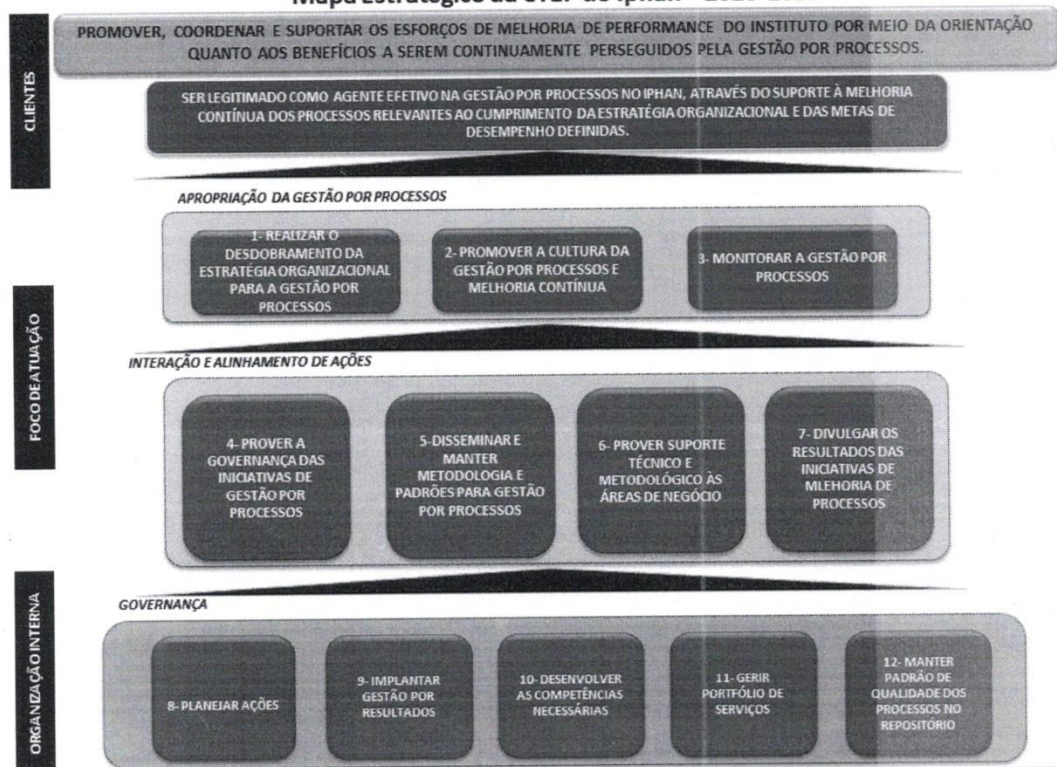 PROMOVER, COORDENAR E SUPORTAR OS ESFORÇOS DE MELHORIA DE PERFORMANCE DO INSTITUTO POR MEIO DA ORIENTAÇÃO
QUANTO AOS BENEFÍCIOS A SEREM CONTINUAMENTE PERSEGUIDOS PELA GESTÃO POR PROCESSOS.
CLIENTES
SER LEGITIMADO COMO AGENTE EFETIVO NA GESTÃO POR PROCESSOS NO IPHAN, ATRAVÉS DO SUPORTE À MELHORIA
CONTÍNUA DOS PROCESSOS RELEVANTES AO CUMPRIMENTO DA ESTRATÉGIA ORGANIZACIONAL E DAS METAS DE
DESEMPENHO DEFINIDAS.
APROPRIAÇÃO DA GESTÃO POR PROCESSOS
1- REALIZAR O
DESDOBRAMENTO DA
ESTRATÉGIA ORGANIZACIONAL
PARA A GESTÃO POR
PROCESSOS
2- PROMOVER A CULTURA DA
GESTÃO POR PROCESSOS E
MELHORIA CONTÍNUA
3- MONITORAR A GESTÃO POR
PROCESSOS
FOCO DE ATUAÇÃO
INTERAÇÃO E ALINHAMENTO DE AÇÕES
4- PROVER A
GOVERNANÇA DAS
INICIATIVAS DE
GESTÃO POR
PROCESSOS
5-DISSEMINAR E
MANTER
METODOLOGIA E
PADRÕES PARA GESTÃO
POR PROCESSOS
6- PROVER SUPORTE
TÉCNICO E
METODOLÓGICO ÀS
ÁREAS DE NEGÓCIO
7- DIVULGAR OS
RESULTADOS DAS
INICIATIVAS DE
MLEHORIA DE
PROCESSOS
ORGANIZAÇÃO INTERNA
GOVERNANÇA
8- PLANEJAR AÇÕES
9- IMPLANTAR
GESTÃO POR
RESULTADOS
10- DESENVOLVER
AS COMPETÊNCIAS
NECESSÁRIAS
11- GERIR
PORTFÓLIO DE
SERVIÇOS
12- MANTER
PADRÃO DE
QUALIDADE DOS
PROCESSOS NO
REPOSITÓRIO